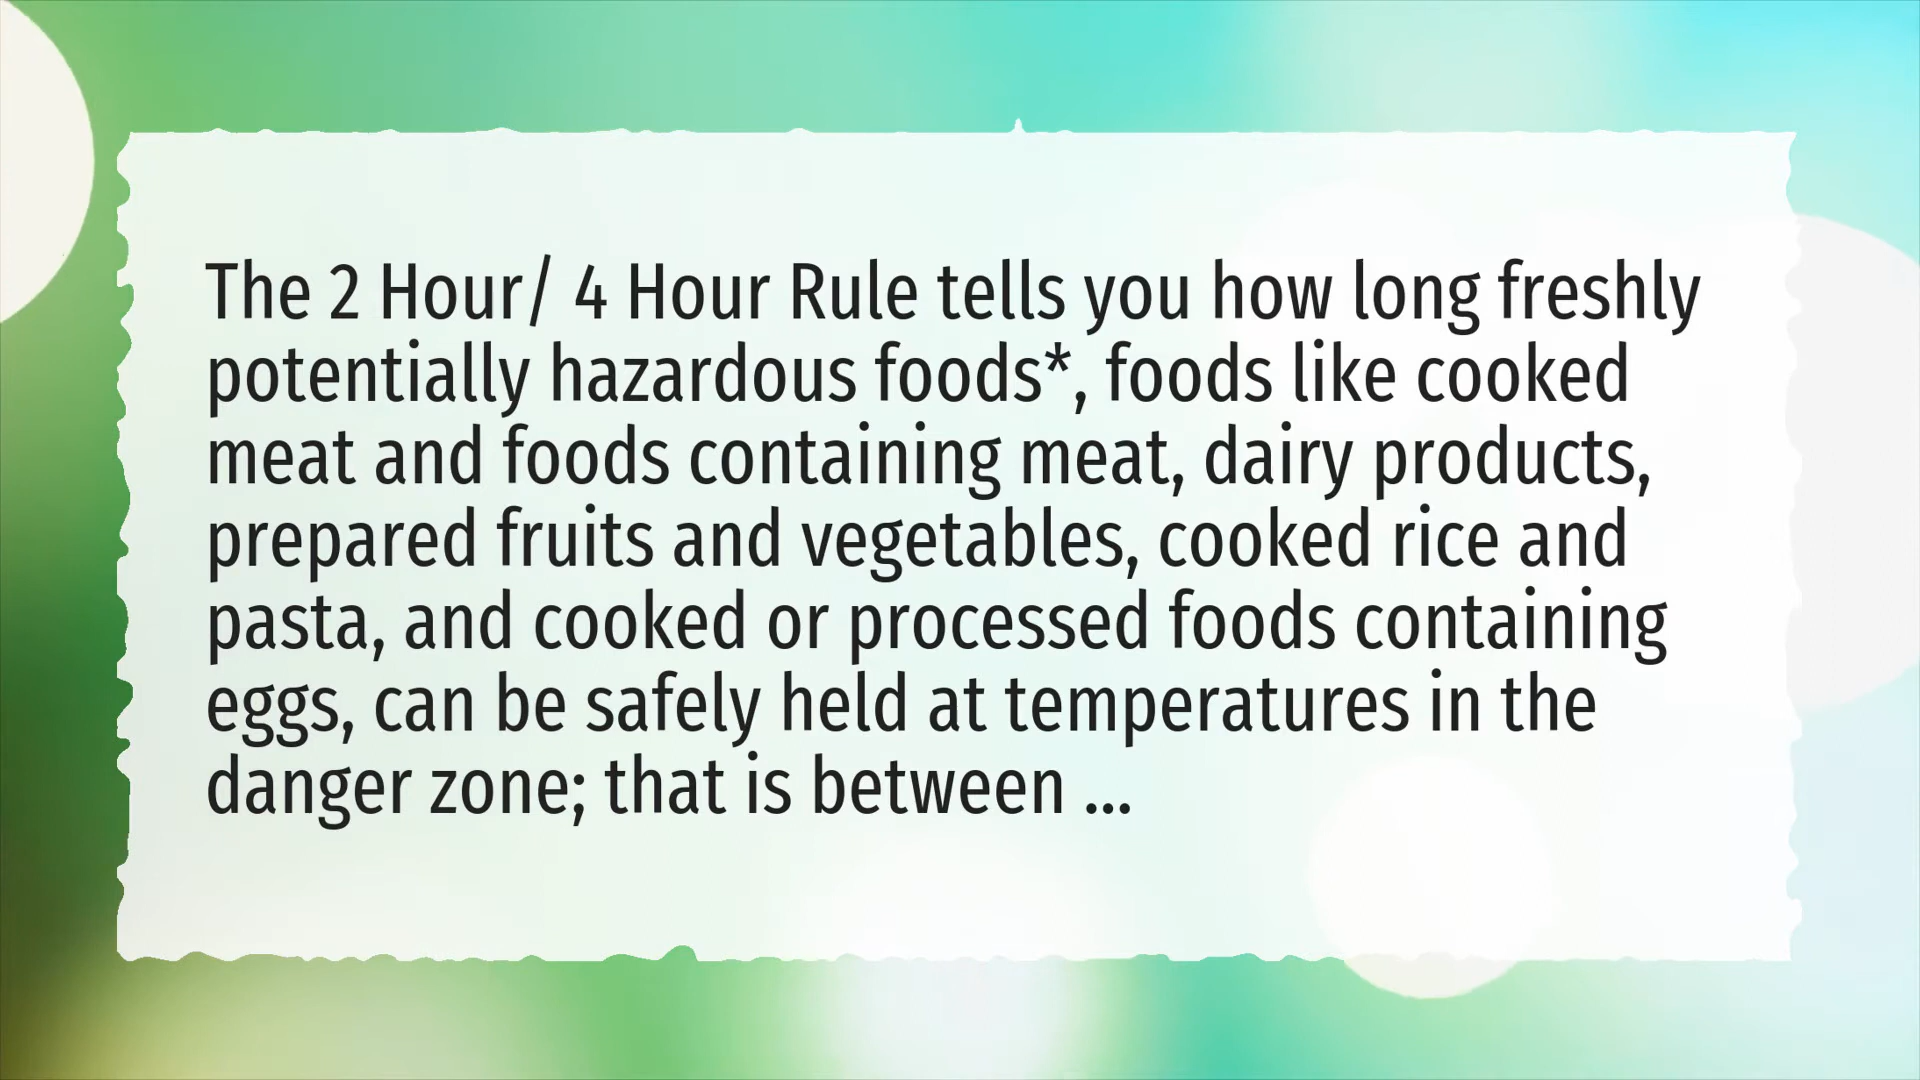 The 2 Hour/ 4 Hour Rule tells you how long freshly
potentially hazardous foods*, foods like cooked
meat and foods containing meat, dairy products,
prepared fruits and vegetables, cooked rice and
pasta, and cooked or processed foods containing
eggs, can be safely held at temperatures in the
danger zone; that is between ...